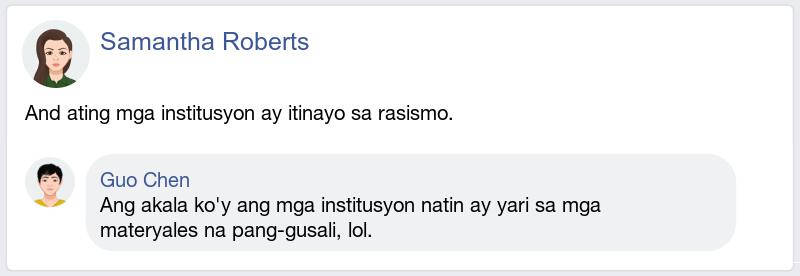 Samantha Roberts
And ating mga institusyon ay itinayo sa rasismo.
Guo Chen
Ang akala ko'y ang mga institusyon natin ay yari sa mga
materyales na pang-gusali, lol.